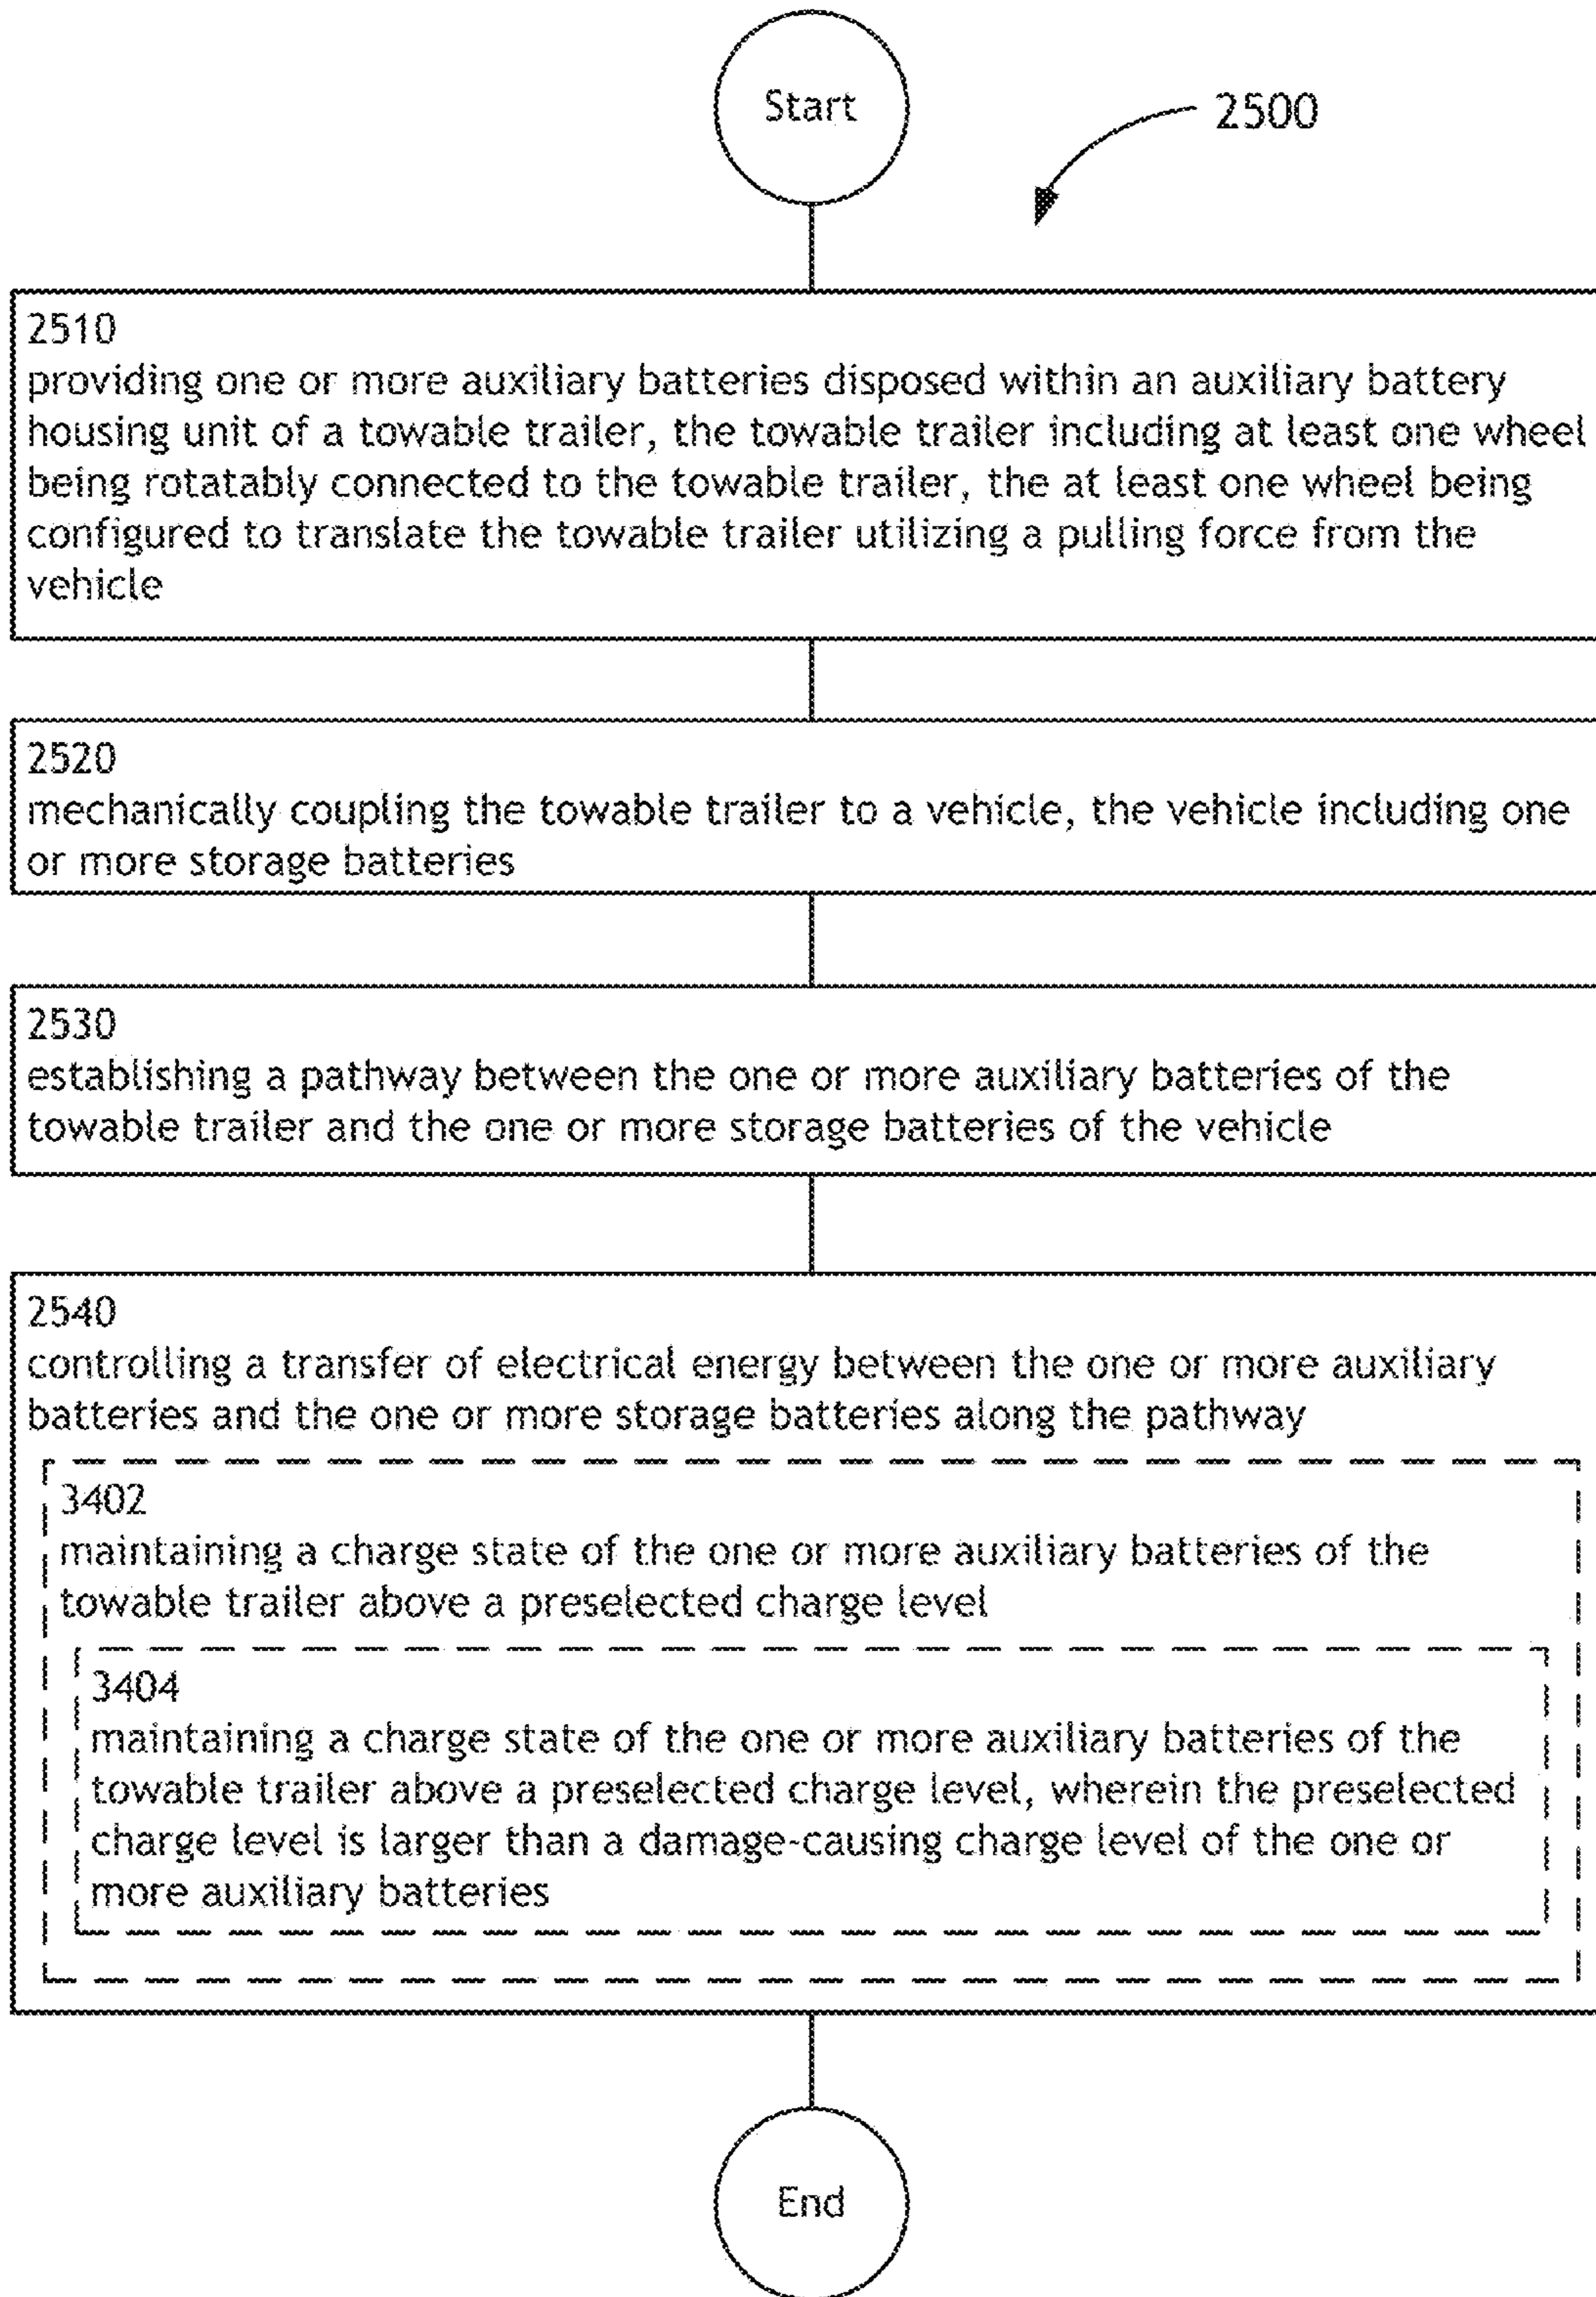 Start
2500
2510
providing one or more auxiliary batteries disposed within an auxiliary battery
housing unit of a towable trailer, the towable trailer including at least one wheel
being rotatably connected to the towable trailer, the at least one wheel being
configured to translate the towable trailer utilizing a pulling force from the
vehicle
2520
mechanically coupling the towable trailer to a vehicle, the vehicle including one
or more storage batteries
2530
establishing a pathway between the one or more auxiliary batteries of the
towable trailer and the one or more storage batteries of the vehicle
2540
controlling a transfer of electrical energy between the one or more auxiliary
batteries and the one or more storage batteries along the pathway
3402
maintaining a charge state of the one or more auxiliary batteries of the
towable trailer above a preselected charge level
3404
maintaining a charge state of the one or more auxiliary batteries of the
towable trailer above a preselected charge level, wherein the preselected
charge level is larger than a damage-causing charge level of the one or
more auxiliary batteries
End